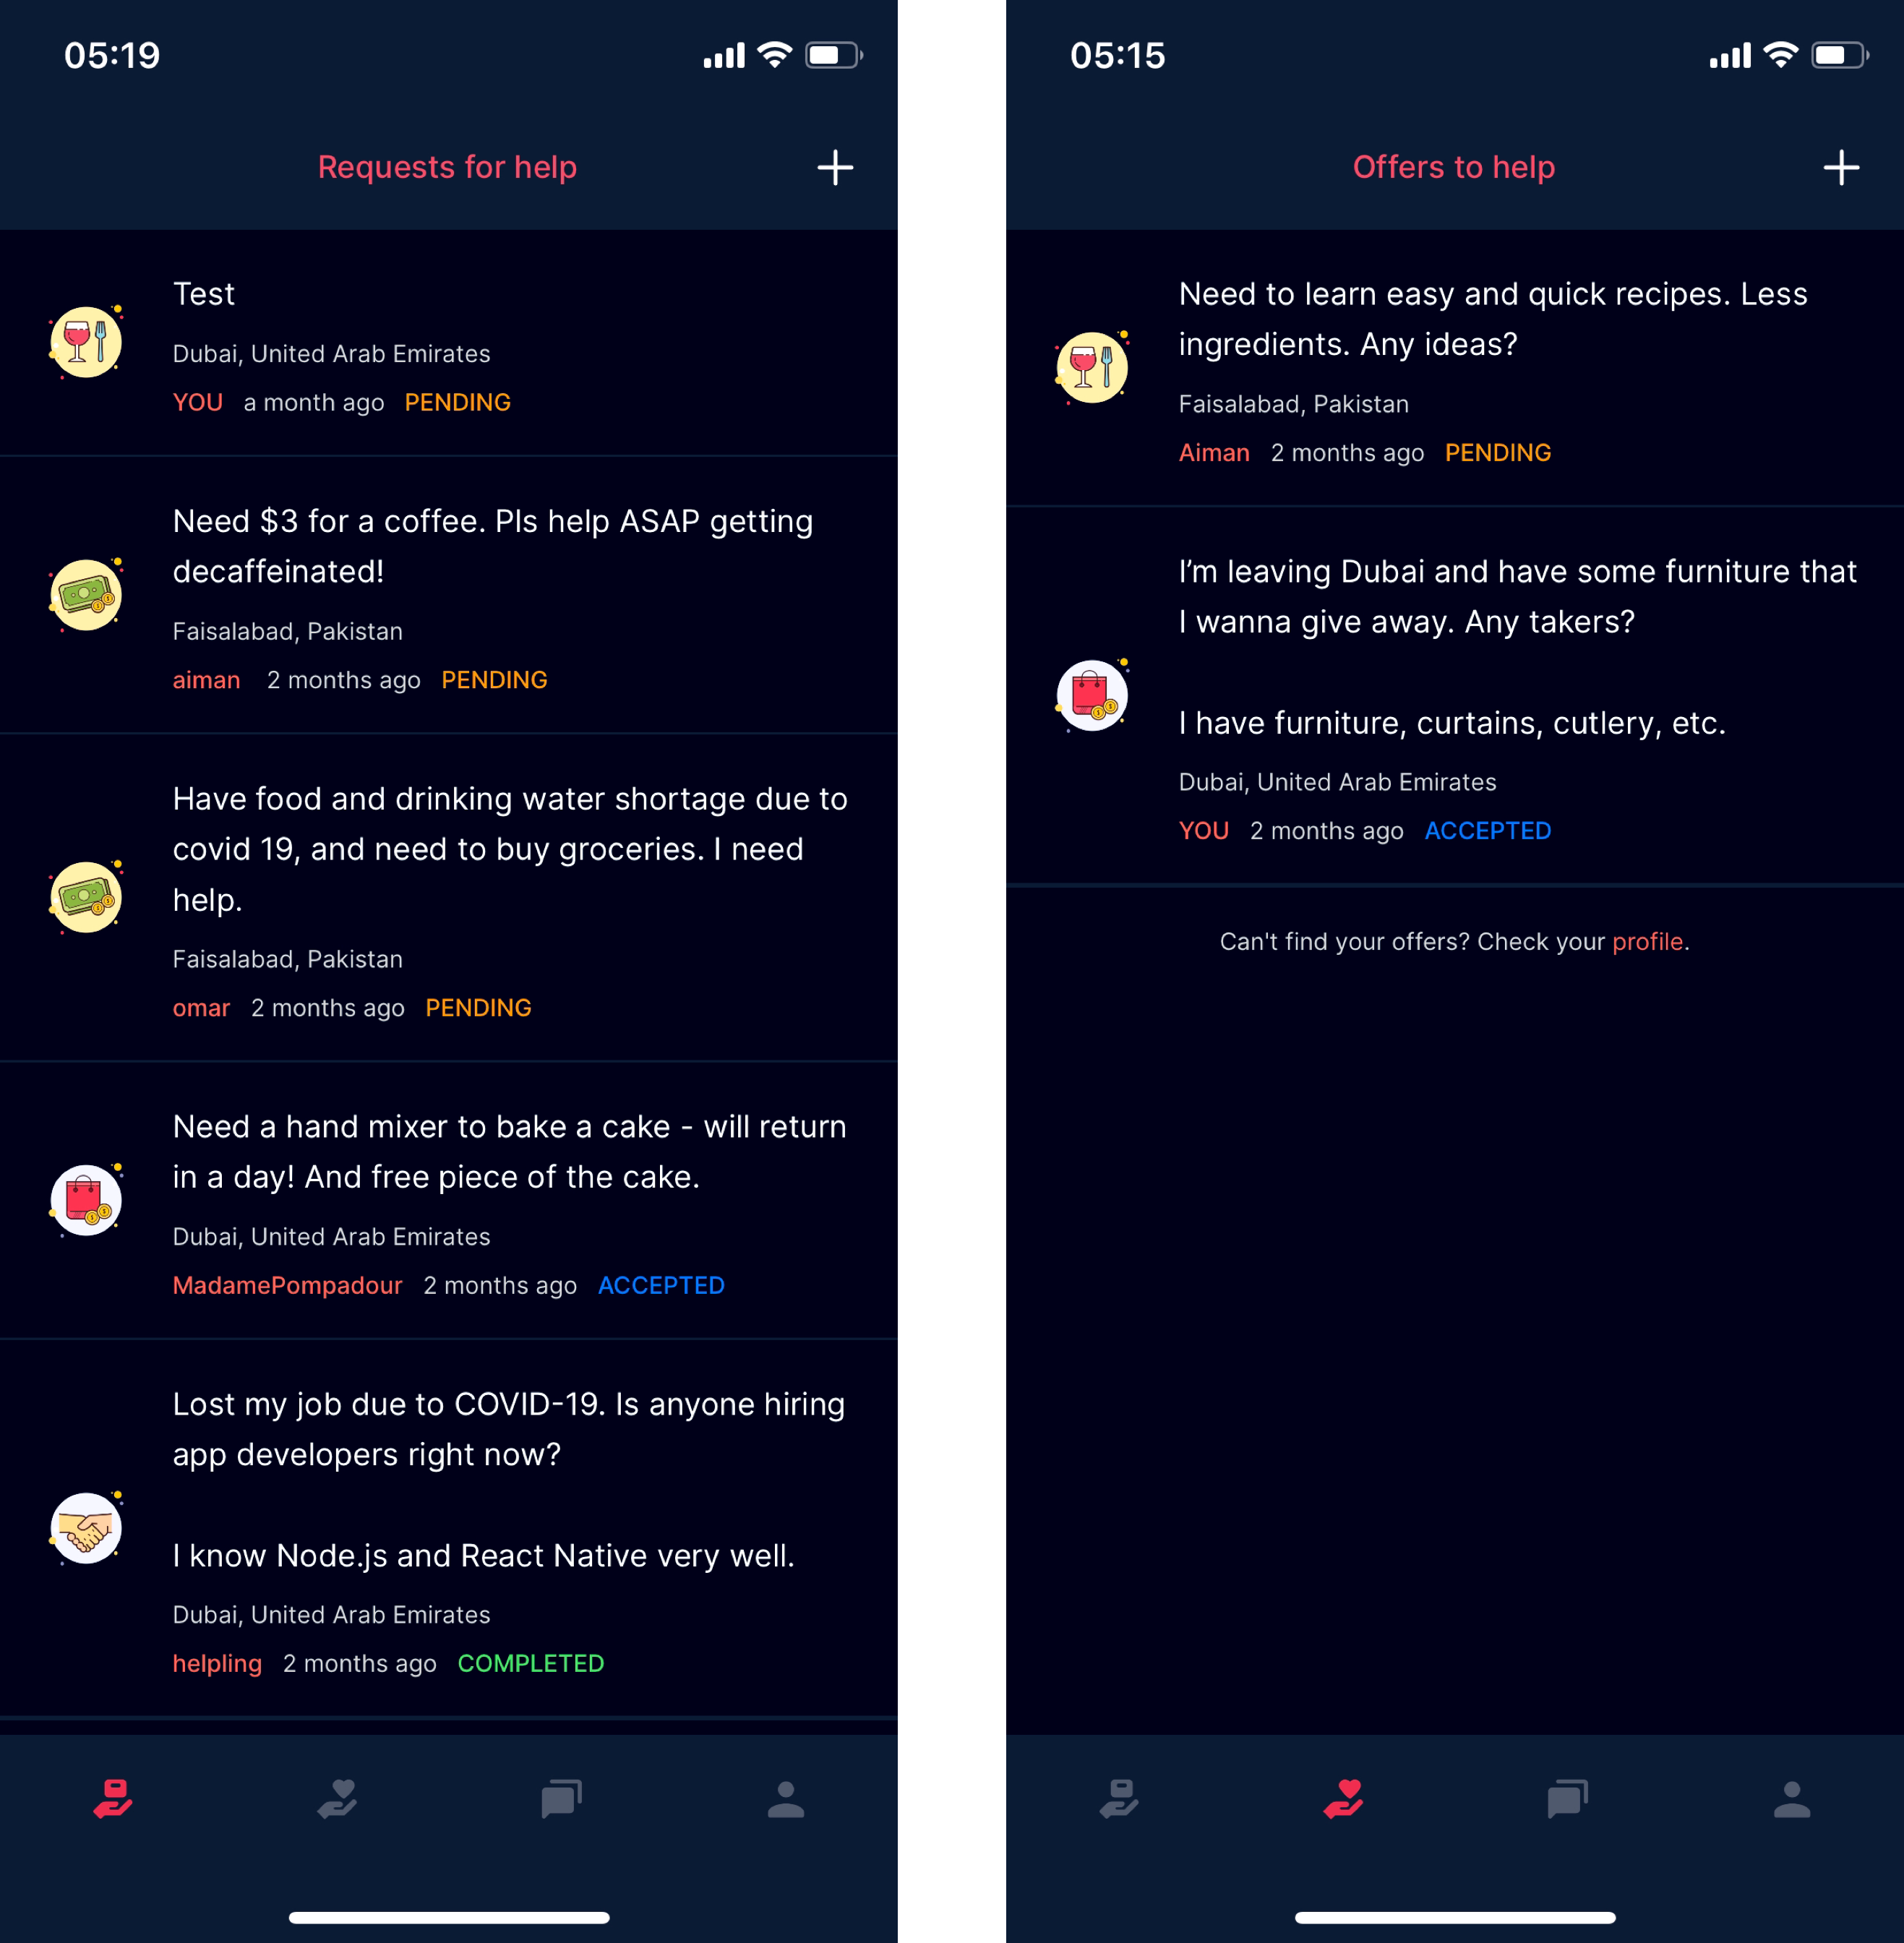 05:19
Requests for help
Test
Dubai, United Arab Emirates
YOU a month ago PENDING
Need $3 for a coffee. Pls help ASAP getting
decaffeinated!
Faisalabad, Pakistan
aiman 2 months ago PENDING
Have food and drinking water shortage due to
covid 19, and need to buy groceries. I need
help.
Faisalabad, Pakistan
omar 2 months ago PENDING
Need a hand mixer to bake a cake - will return
in a day! And free piece of the cake.
Dubai, United Arab Emirates
MadamePompadour 2 months ago ACCEPTED
Lost my job due to COVID-19. Is anyone hiring
app developers right now?
I know Node.js and React Native very well.
Dubai, United Arab Emirates
helpling 2 months ago COMPLETED
05:15
Offers to help
Need to learn easy and quick recipes. Less
ingredients. Any ideas?
Faisalabad, Pakistan
Aiman 2 months ago PENDING
I’m leaving Dubai and have some furniture that
I wanna give away. Any takers?
I have furniture, curtains, cutlery, etc.
Dubai, United Arab Emirates
YOU 2 months ago ACCEPTED
Can't find your offers? Check your profile.